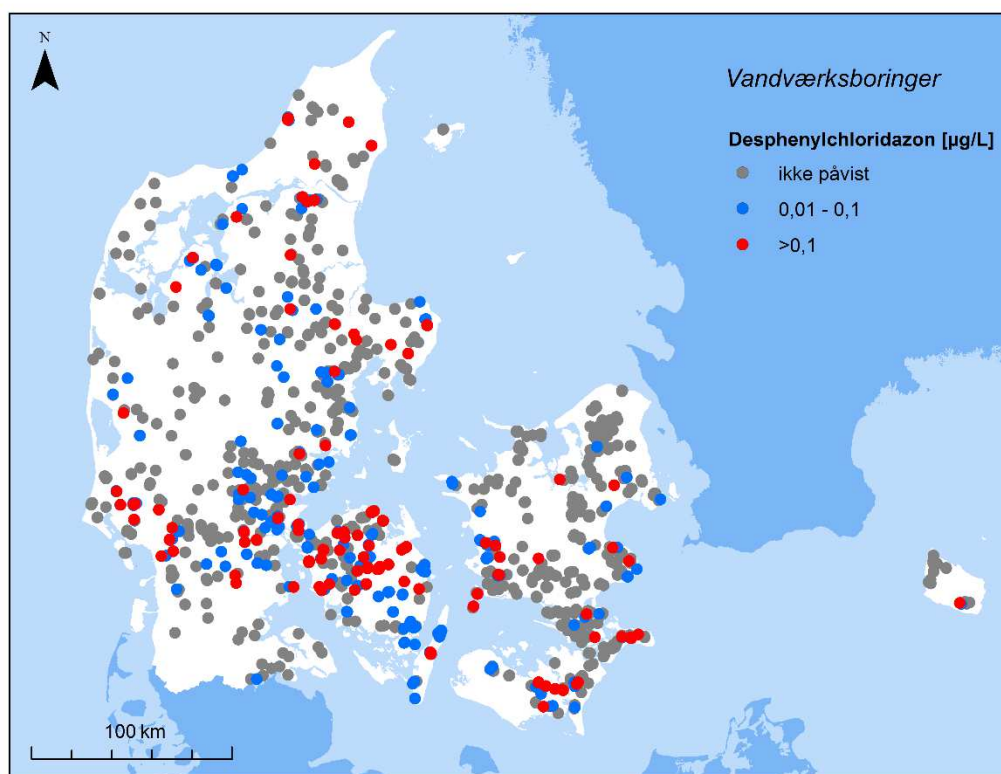 N
Vandværksboringer
Desphenylchloridazon [µg/L]
ikke påvist
0,01 - 0,1
>0,1
100 km